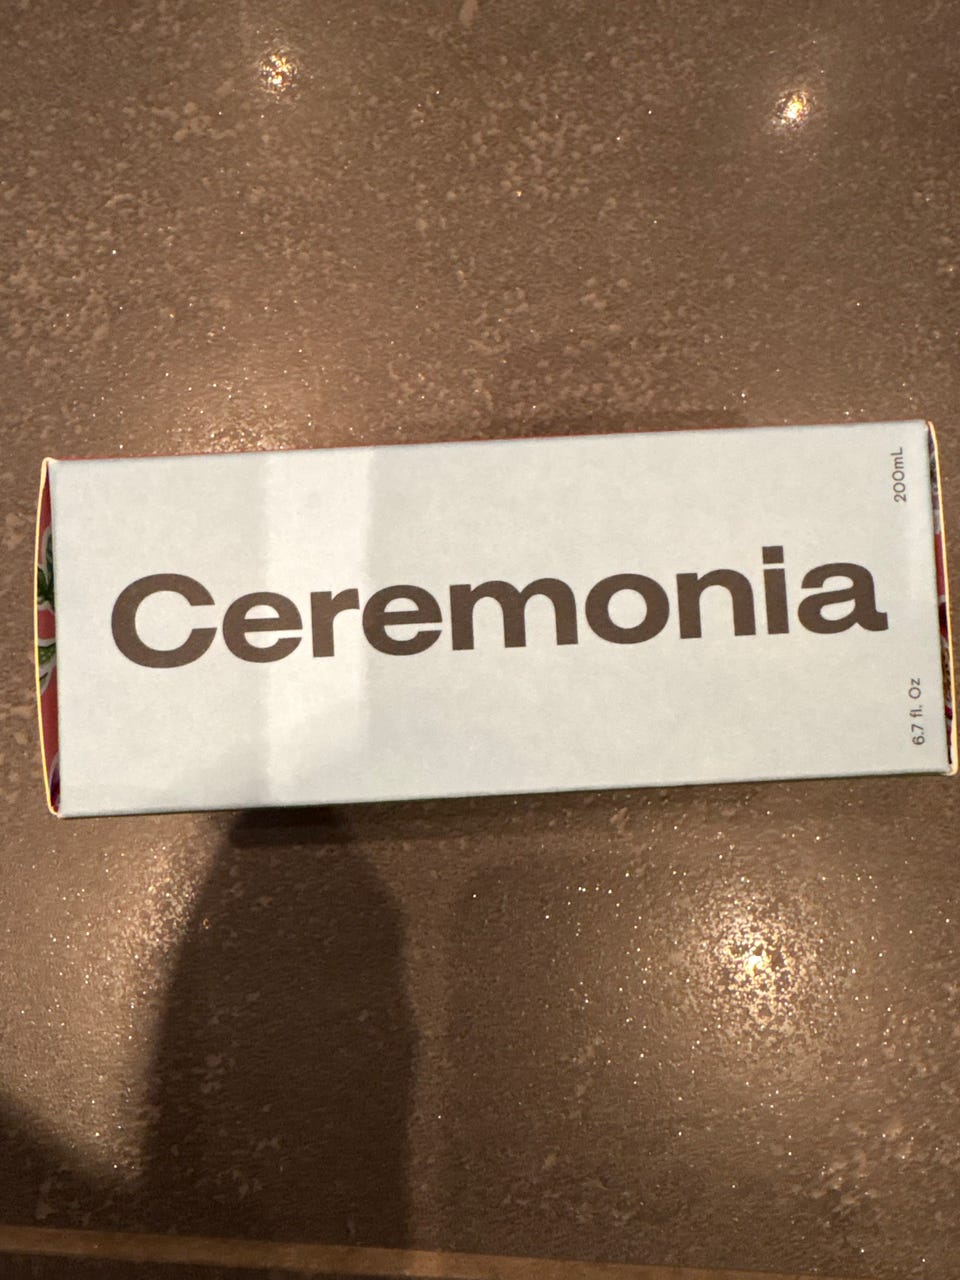 Ceremonia
200mL
6.7 fl. Oz